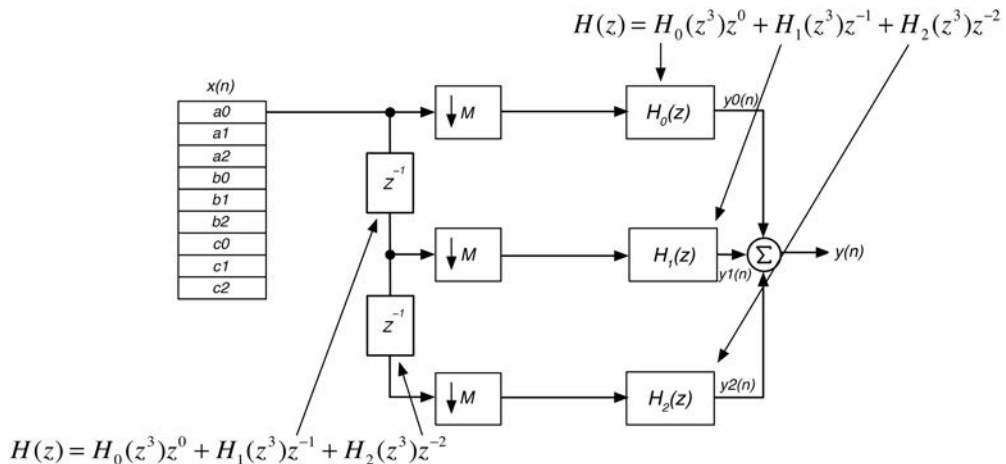 H(z) = H₀(z³)z⁰ + H₁(z³)z⁻¹ + H₂(z³)z⁻²
x(n)
a0
a1
a2
b0
b1
b2
c0
c1
c2
↓ M
H₀(z)
y0(n)
z⁻¹
↓ M
H₁(z)
y1(n)
Σ
y(n)
z⁻¹
↓ M
H₂(z)
y2(n)
H(z) = H₀(z³)z⁰ + H₁(z³)z⁻¹ + H₂(z³)z⁻²